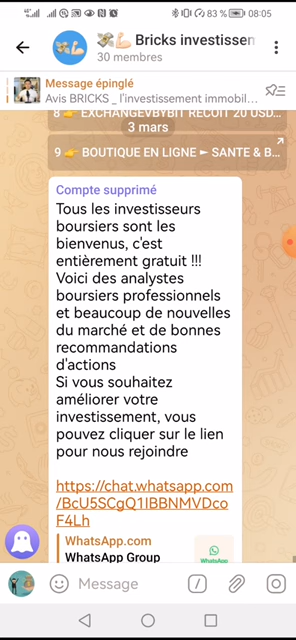 83 % 08:05
Bricks investissen
30 membres
Message épinglé
Avis BRICKS _ l'investissement immobil...
8 👉 EXCHANGEVBYBIT RECOIT 20 USD...
3 mars
9 👉 BOUTIQUE EN LIGNE ► SANTE & B...
Compte supprimé
Tous les investisseurs
boursiers sont les
bienvenus, c'est
entièrement gratuit !!!
Voici des analystes
boursiers professionnels
et beaucoup de nouvelles
du marché et de bonnes
recommandations
d'actions
Si vous souhaitez
améliorer votre
investissement, vous
pouvez cliquer sur le lien
pour nous rejoindre
https://chat.whatsapp.com
/BcU5SCgQ1IBBNMVDco
F4Lh
WhatsApp.com
WhatsApp Group
WhatsApp
Message